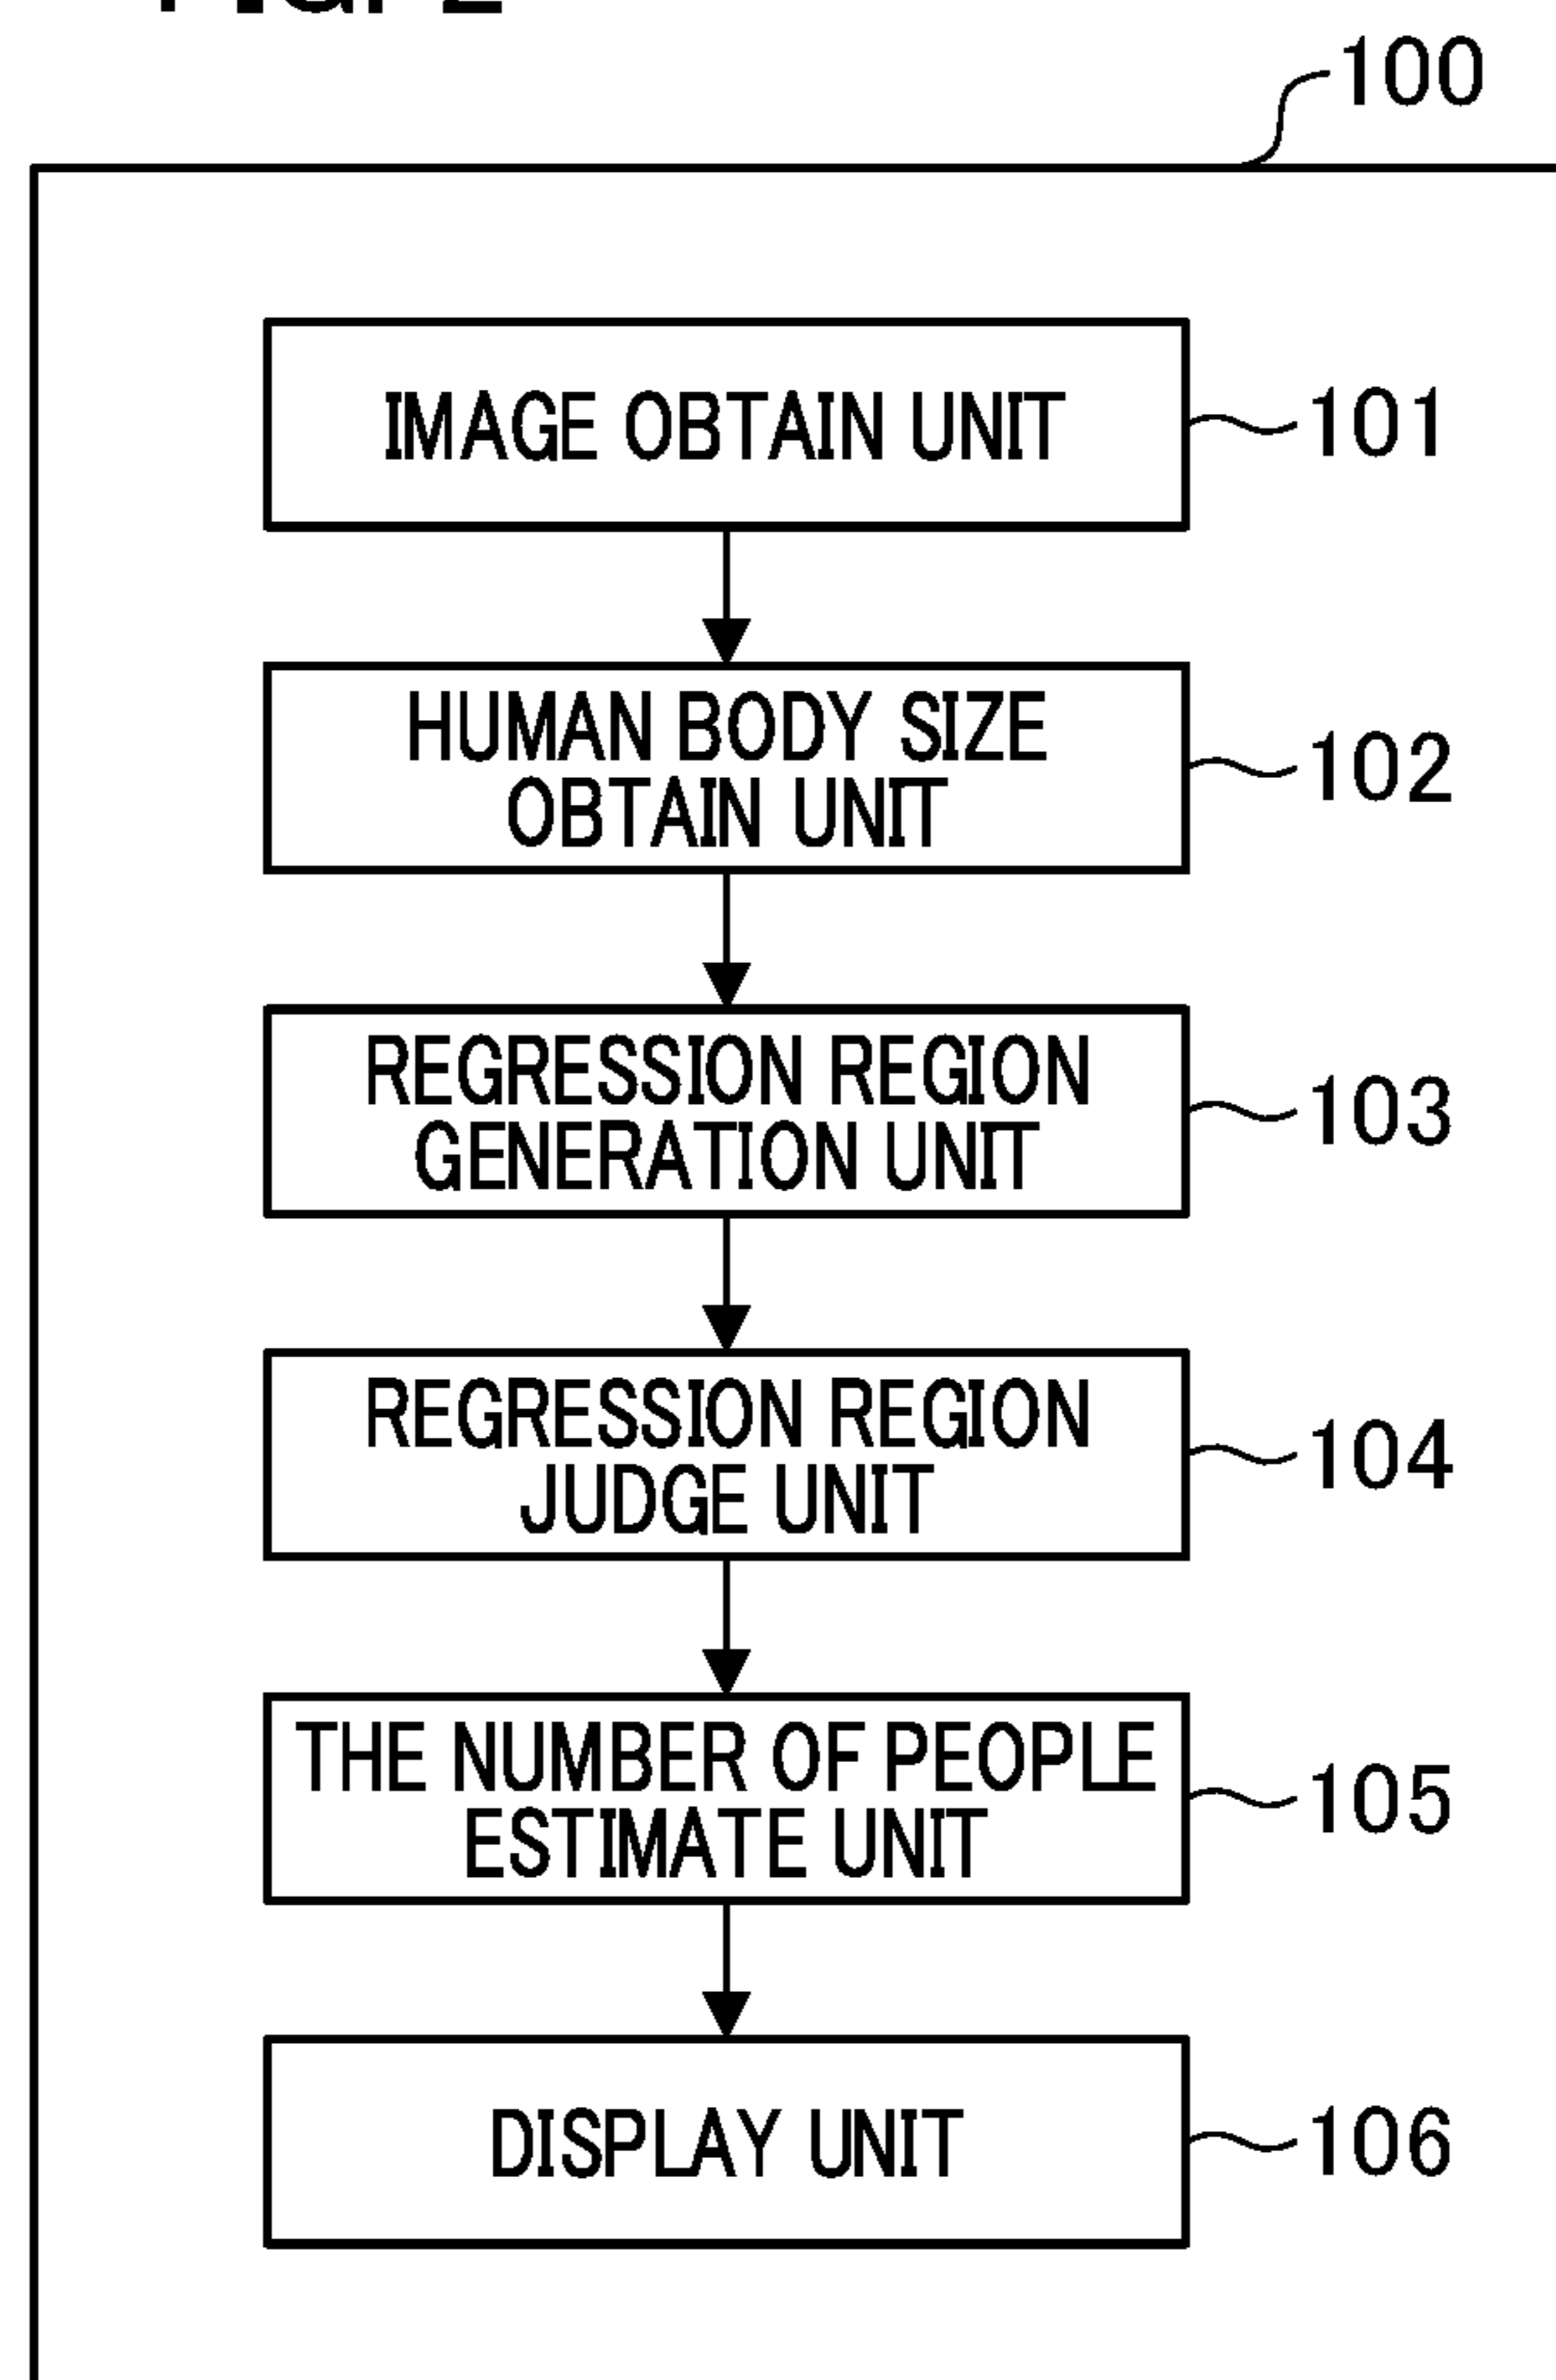 100
IMAGE OBTAIN UNIT
101
HUMAN BODY SIZE
OBTAIN UNIT
102
REGRESSION REGION
GENERATION UNIT
103
REGRESSION REGION
JUDGE UNIT
104
THE NUMBER OF PEOPLE
ESTIMATE UNIT
105
DISPLAY UNIT
106